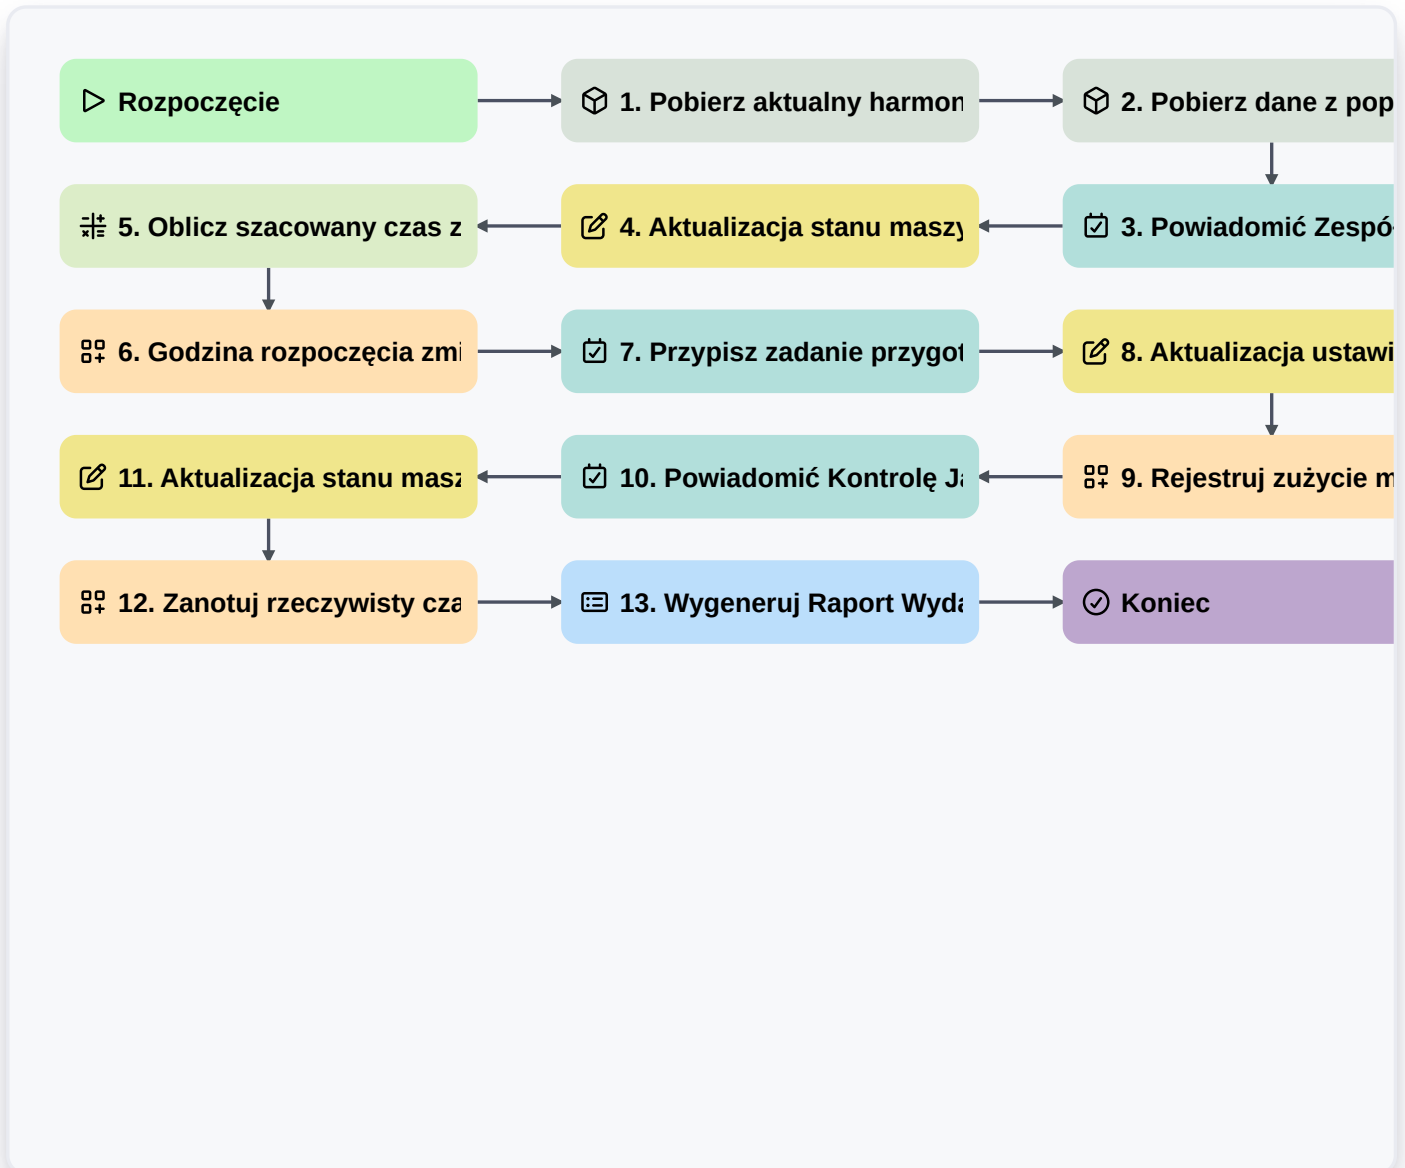 Rozpoczęcie
1. Pobierz aktualny harmon
2. Pobierz dane z pop
3. Powiadomić Zespó
4. Aktualizacja stanu maszy
5. Oblicz szacowany czas z
6. Godzina rozpoczęcia zmi
7. Przypisz zadanie przygot
8. Aktualizacja ustawi
9. Rejestruj zużycie m
10. Powiadomić Kontrolę Ja
11. Aktualizacja stanu masz
12. Zanotuj rzeczywisty cza
13. Wygeneruj Raport Wyda
Koniec